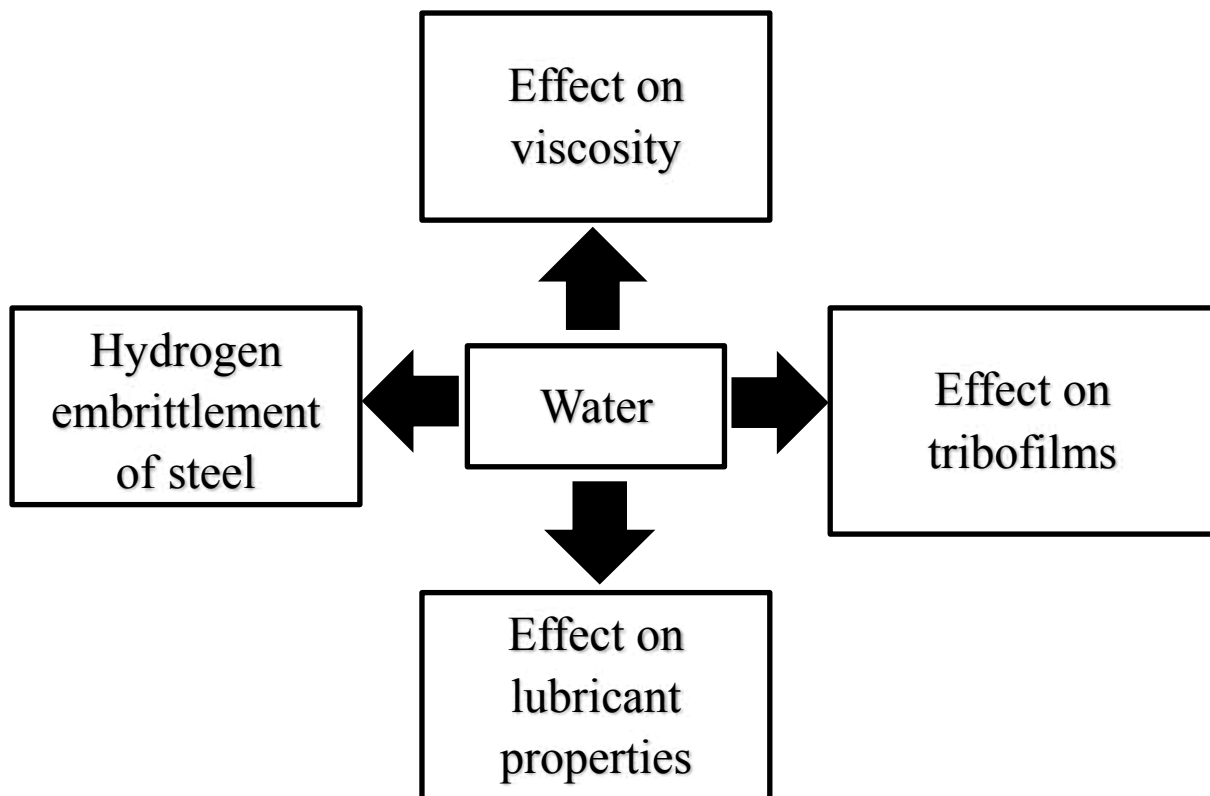 Effect on
viscosity
Hydrogen
embrittlement
of steel
Water
Effect on
tribofilms
Effect on
lubricant
properties